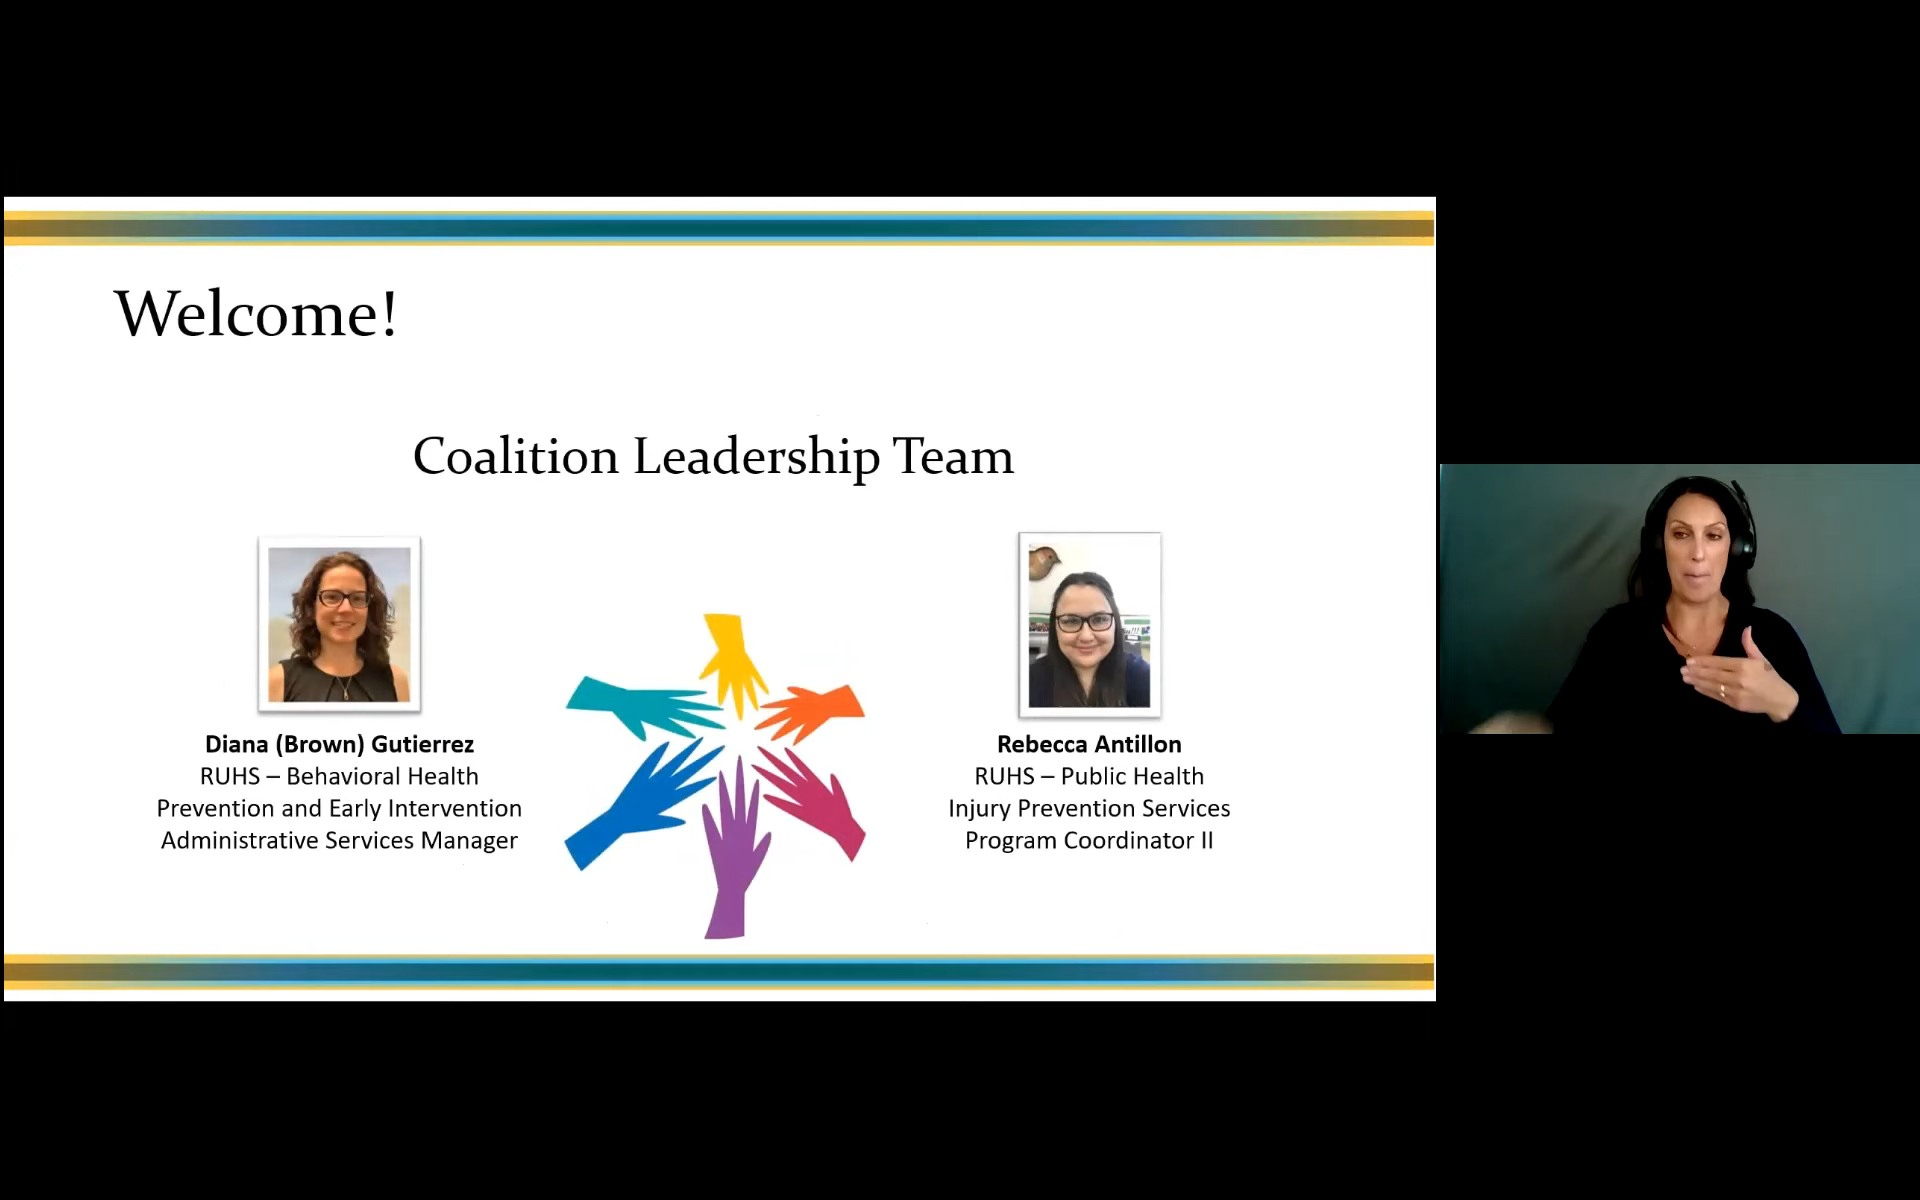 Welcome!
Coalition Leadership Team
Diana (Brown) Gutierrez
RUHS – Behavioral Health
Prevention and Early Intervention
Administrative Services Manager
Rebecca Antillon
RUHS – Public Health
Injury Prevention Services
Program Coordinator II